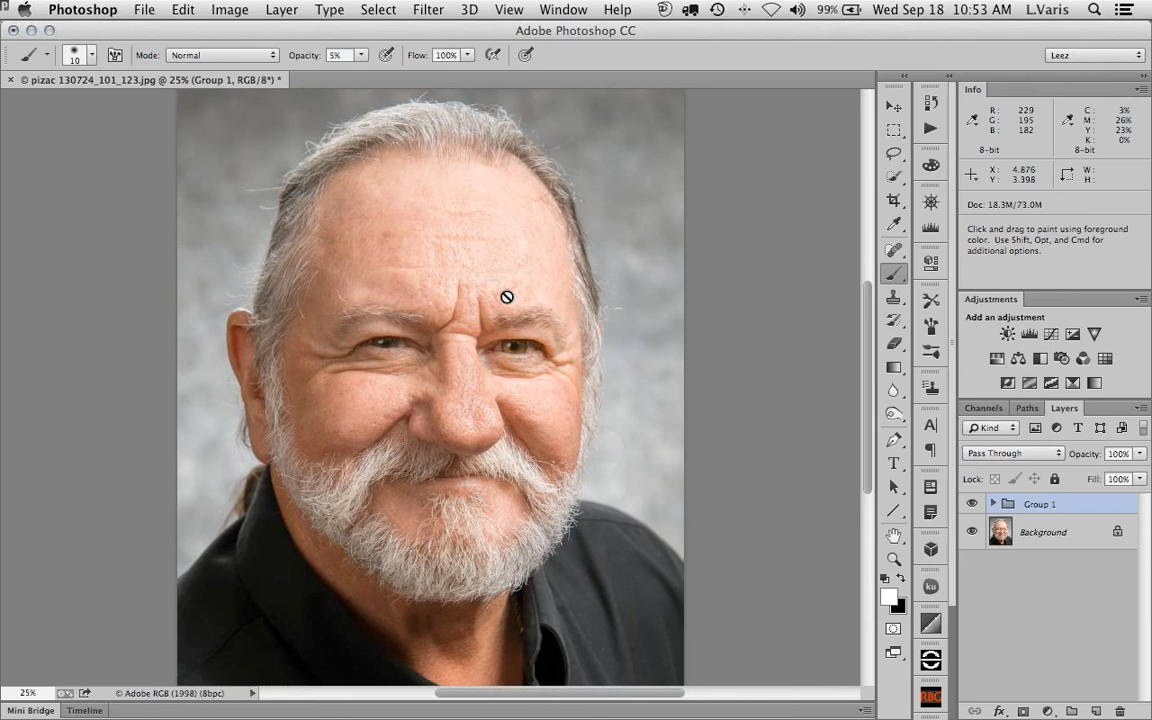 Photoshop File Edit Image Layer Type Select Filter 3D View Window Help 99% Wed Sep 18 10:53 AM L.Varis
Adobe Photoshop CC
10 Mode: Normal Opacity: 5% Flow: 100% Leez
× © pizac 130724_101_123.jpg @ 25% (Group 1, RGB/8*) *
Info
R: 229 C: 3%
G: 195 M: 26%
B: 182 Y: 23%
K: 0%
8-bit 8-bit
X: 4.876 W:
Y: 3.398 H:
Doc: 18.3M/73.0M
Click and drag to paint using foreground
color. Use Shift, Opt, and Cmd for
additional options.
Adjustments
Add an adjustment
Channels Paths Layers
Kind
Pass Through Opacity: 100%
Lock: Fill: 100%
Group 1
Background
A
T
ku
RBG
25% © Adobe RGB (1998) (8bpc)
Mini Bridge Timeline